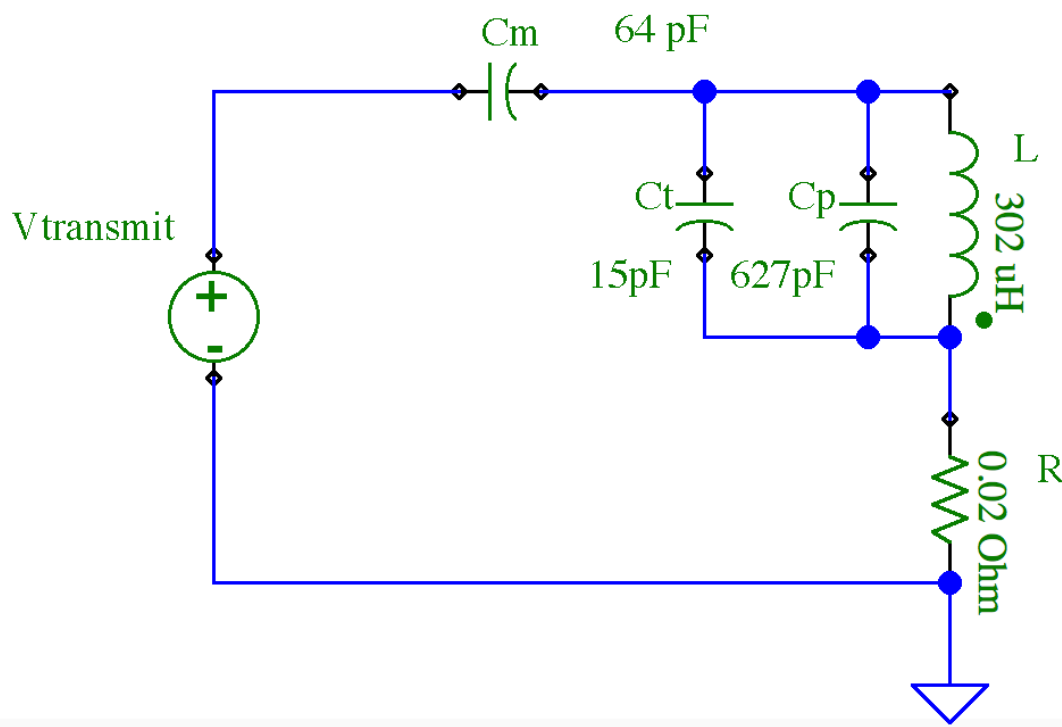 Cm
64 pF
Vtransmit
+
-
Ct
15pF
Cp
627pF
L
302 uH
R
0.02 Ohm